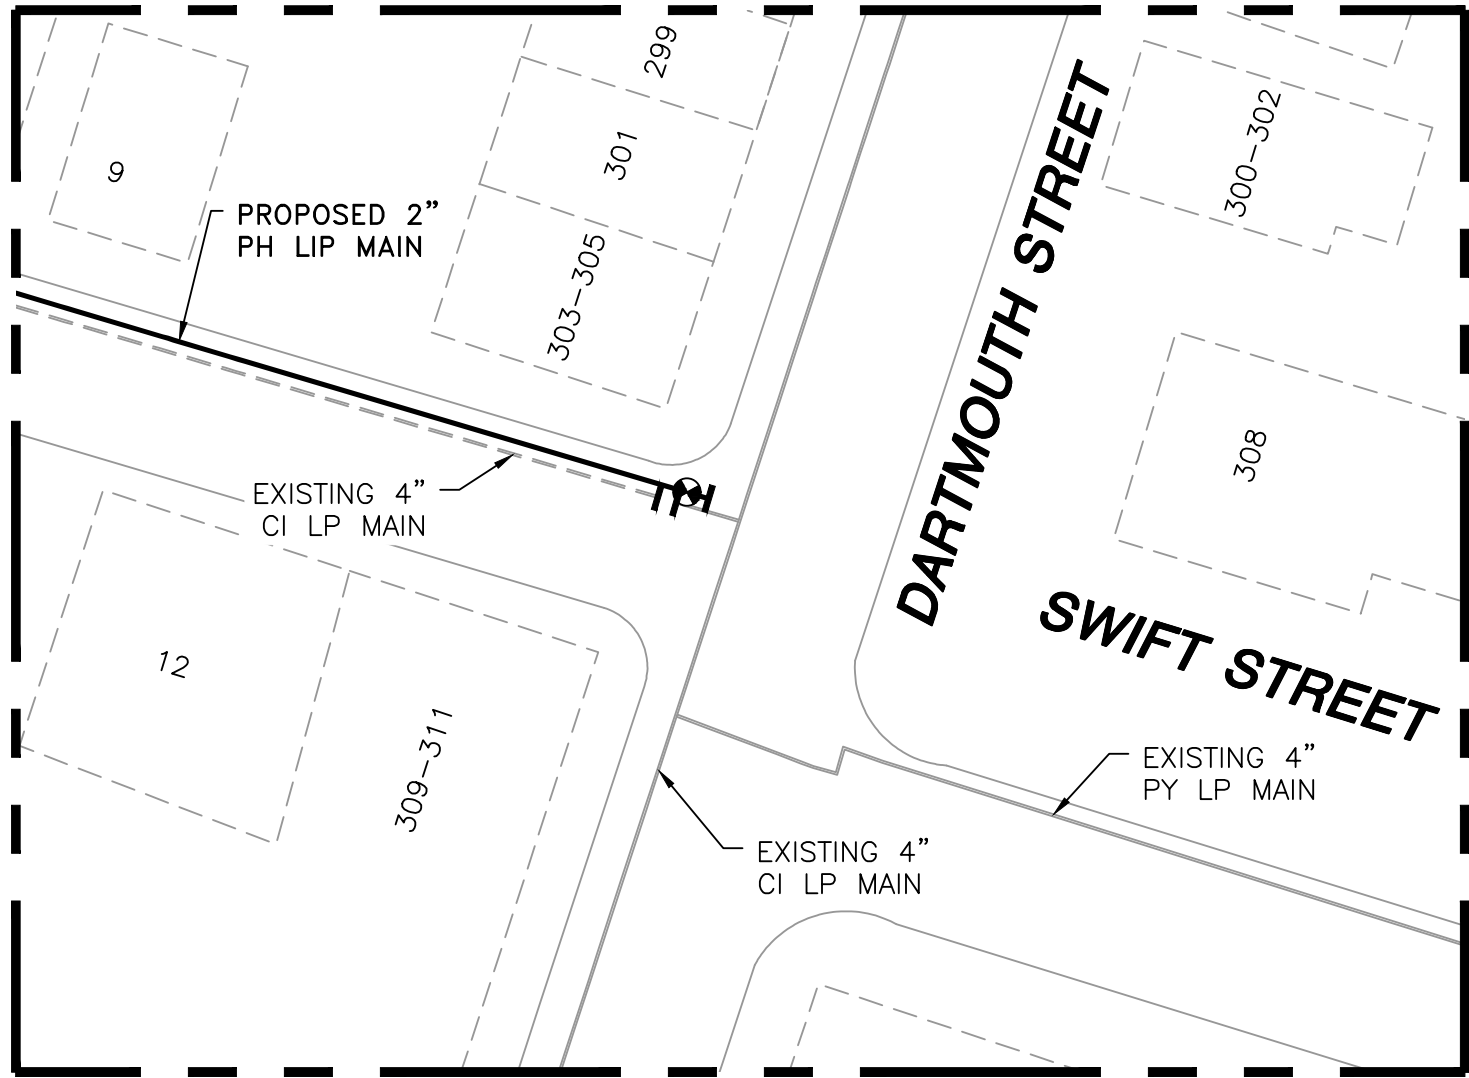 299
301
303-305
9
PROPOSED 2"
PH LIP MAIN
300-302
DARTMOUTH STREET
308
EXISTING 4"
CI LP MAIN
SWIFT STREET
12
309-311
EXISTING 4"
PY LP MAIN
EXISTING 4"
CI LP MAIN